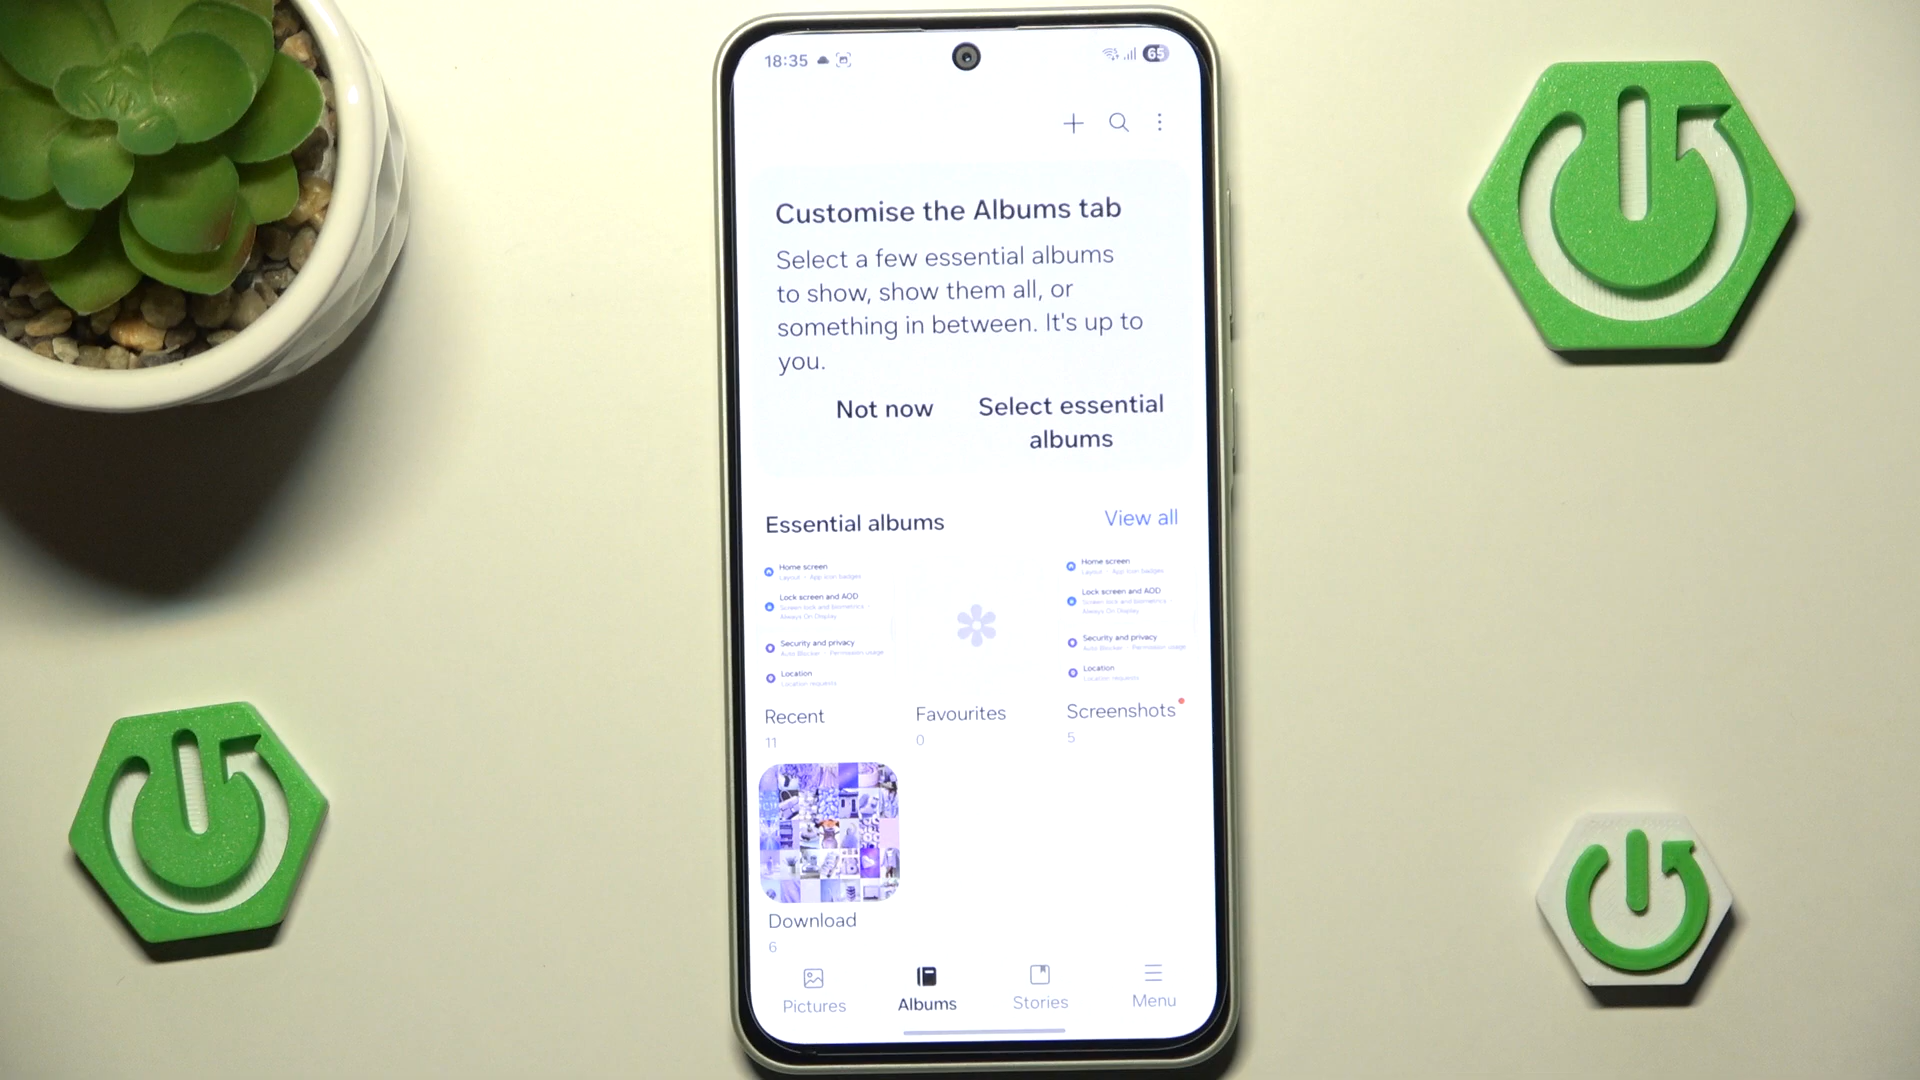 18:35
65
Customise the Albums tab
Select a few essential albums
to show, show them all, or
something in between. It's up to
you.
Not now
Select essential
albums
Essential albums
View all
Home screen
Layout · App icon badges
Lock screen and AOD
Screen lock and biometrics ·
Always On Display
Security and privacy
Auto Blocker · Permission usage
Location
Location requests
Home screen
Layout · App icon badges
Lock screen and AOD
Screen lock and biometrics ·
Always On Display
Security and privacy
Auto Blocker · Permission usage
Location
Location requests
Recent
11
Favourites
0
Screenshots
5
Download
6
Pictures
Albums
Stories
Menu